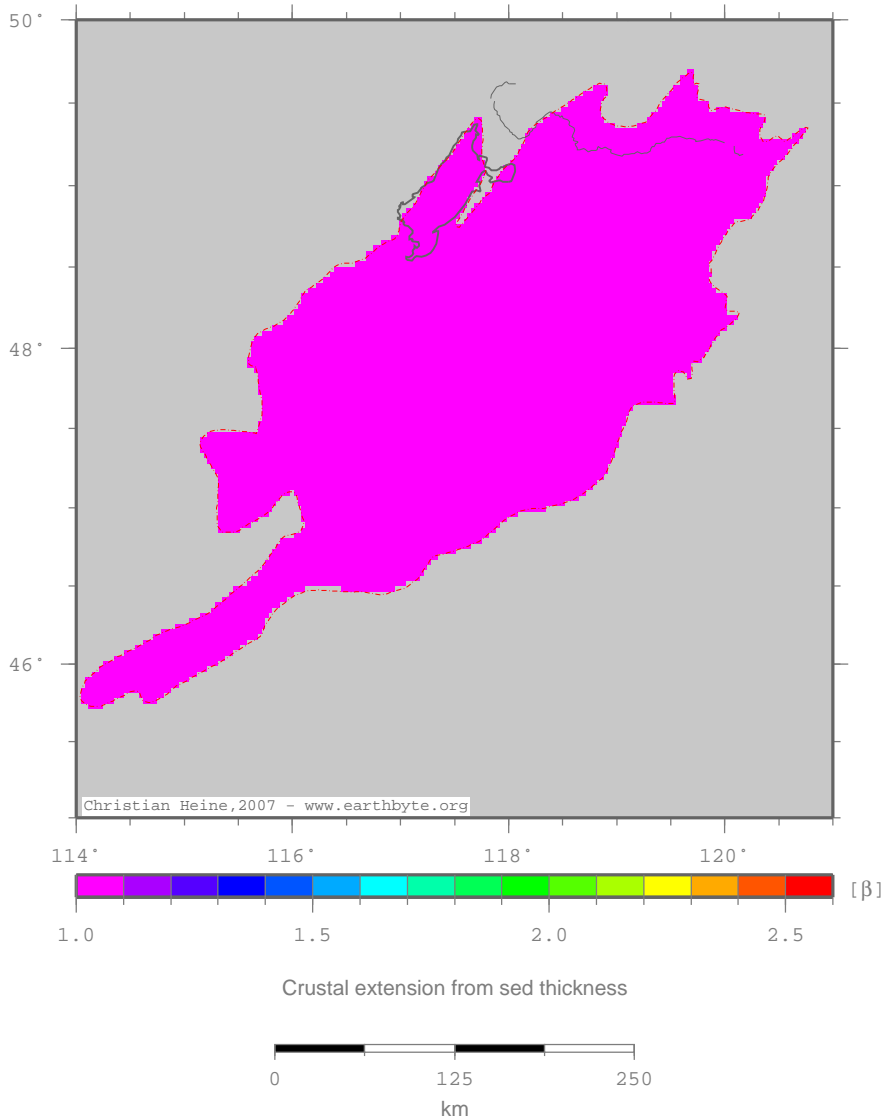 50°
48°
46°
Christian Heine,2007 - www.earthbyte.org
114° 116° 118° 120°
[β]
1.0 1.5 2.0 2.5
Crustal extension from sed thickness
0 125 250
km